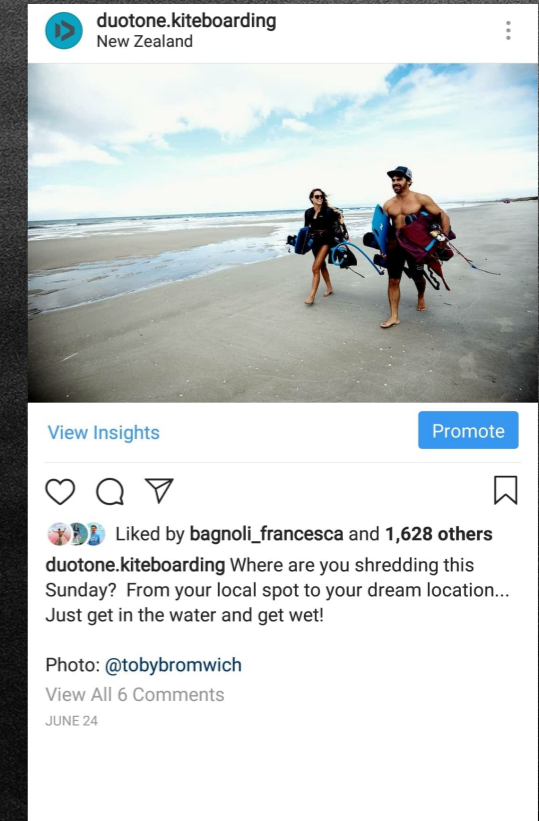 duotone.kiteboarding
New Zealand
View Insights
Promote
Liked by bagnoli_francesca and 1,628 others
duotone.kiteboarding Where are you shredding this
Sunday? From your local spot to your dream location...
Just get in the water and get wet!
Photo: @tobybromwich
View All 6 Comments
JUNE 24